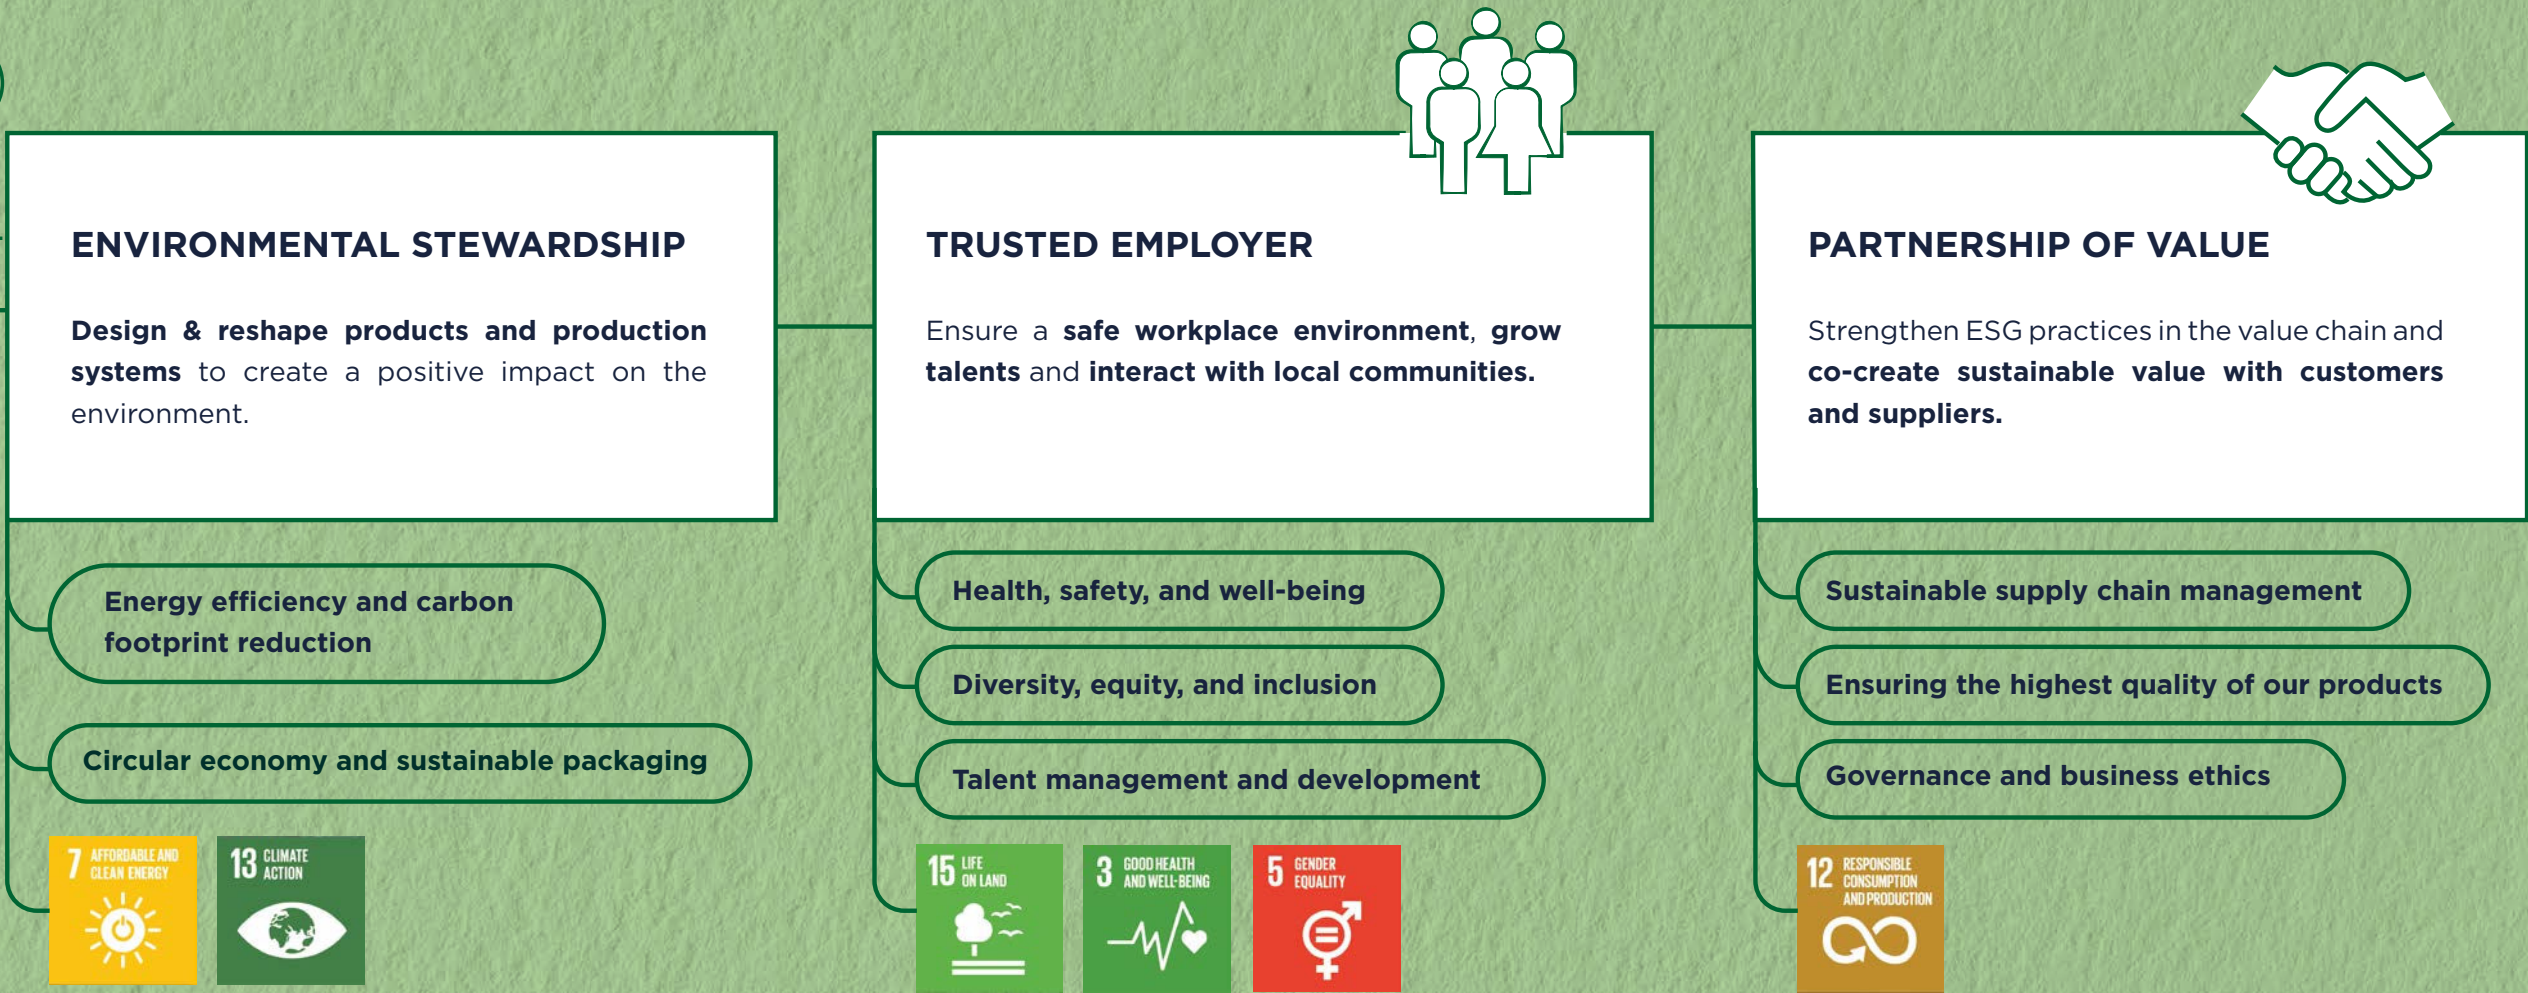 ENVIRONMENTAL STEWARDSHIP
Design & reshape products and production
systems to create a positive impact on the
environment.
Energy efficiency and carbon
footprint reduction
Circular economy and sustainable packaging
7 AFFORDABLE AND
CLEAN ENERGY
13 CLIMATE
ACTION
TRUSTED EMPLOYER
Ensure a safe workplace environment, grow
talents and interact with local communities.
Health, safety, and well-being
Diversity, equity, and inclusion
Talent management and development
15 LIFE
ON LAND
3 GOOD HEALTH
AND WELL-BEING
5 GENDER
EQUALITY
PARTNERSHIP OF VALUE
Strengthen ESG practices in the value chain and
co-create sustainable value with customers
and suppliers.
Sustainable supply chain management
Ensuring the highest quality of our products
Governance and business ethics
12 RESPONSIBLE
CONSUMPTION
AND PRODUCTION